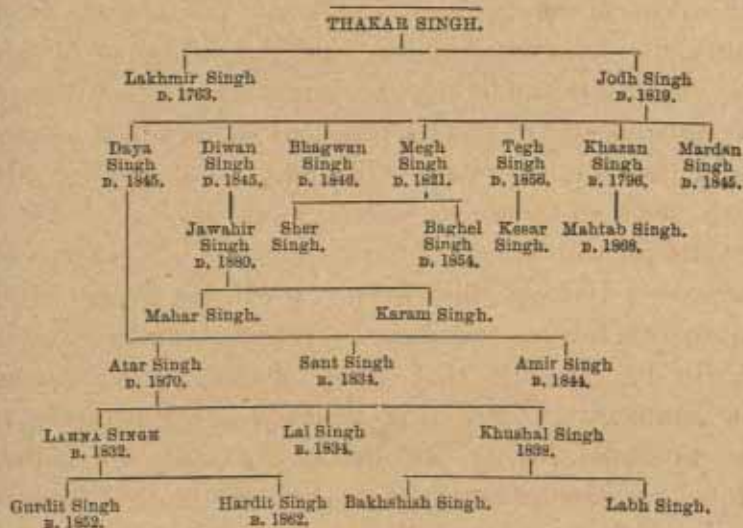 THAKAR SINGH.
Lakhmir Singh Jodh Singh
D. 1763. D. 1819.
Daya Diwan Bhagwan Megh Tegh Khazan Mardan
Singh Singh Singh Singh Singh Singh Singh
D. 1845. D. 1845. D. 1846. D. 1821. D. 1856. B. 1796. D. 1845.
Jawahir Sher Baghel Kesar Mahtab Singh.
Singh Singh. Singh Singh. D. 1868.
D. 1880. D. 1854.
Mahar Singh. Karam Singh.
Atar Singh Sant Singh Amir Singh
D. 1870. B. 1834. B. 1844.
LAHNA SINGH Lal Singh Khushal Singh
B. 1832. B. 1834. 1838.
Gurdit Singh Hardit Singh Bakhshish Singh. Labh Singh.
B. 1852. B. 1862.